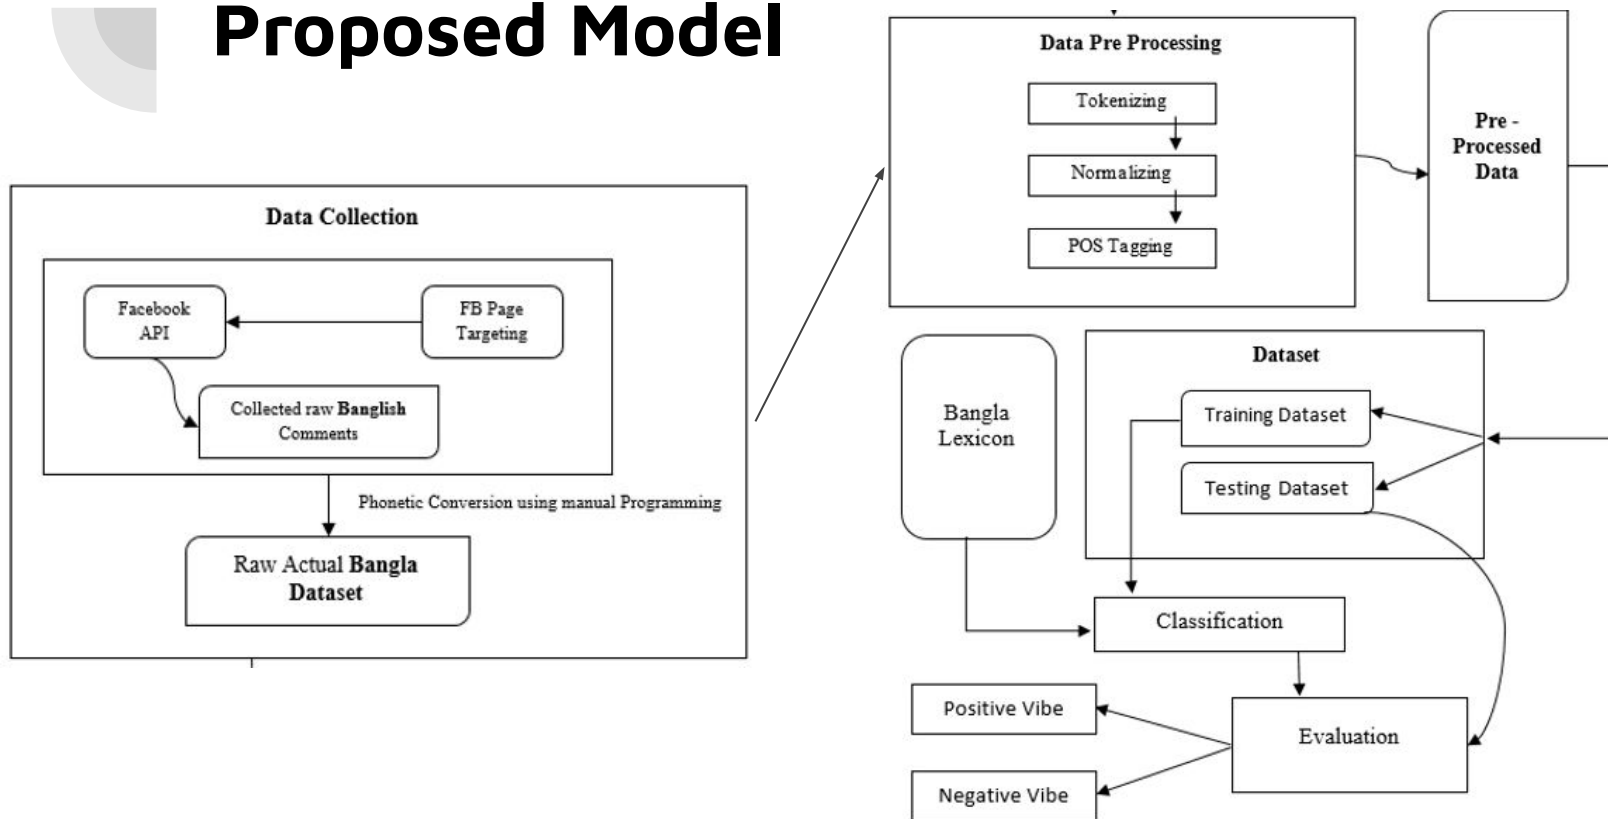 Proposed Model
Data Collection
Facebook
API
FB Page
Targeting
Collected raw Banglish
Comments
Phonetic Conversion using manual Programming
Raw Actual Bangla
Dataset
Data Pre Processing
Tokenizing
Normalizing
POS Tagging
Pre -
Processed
Data
Bangla
Lexicon
Dataset
Training Dataset
Testing Dataset
Classification
Evaluation
Positive Vibe
Negative Vibe